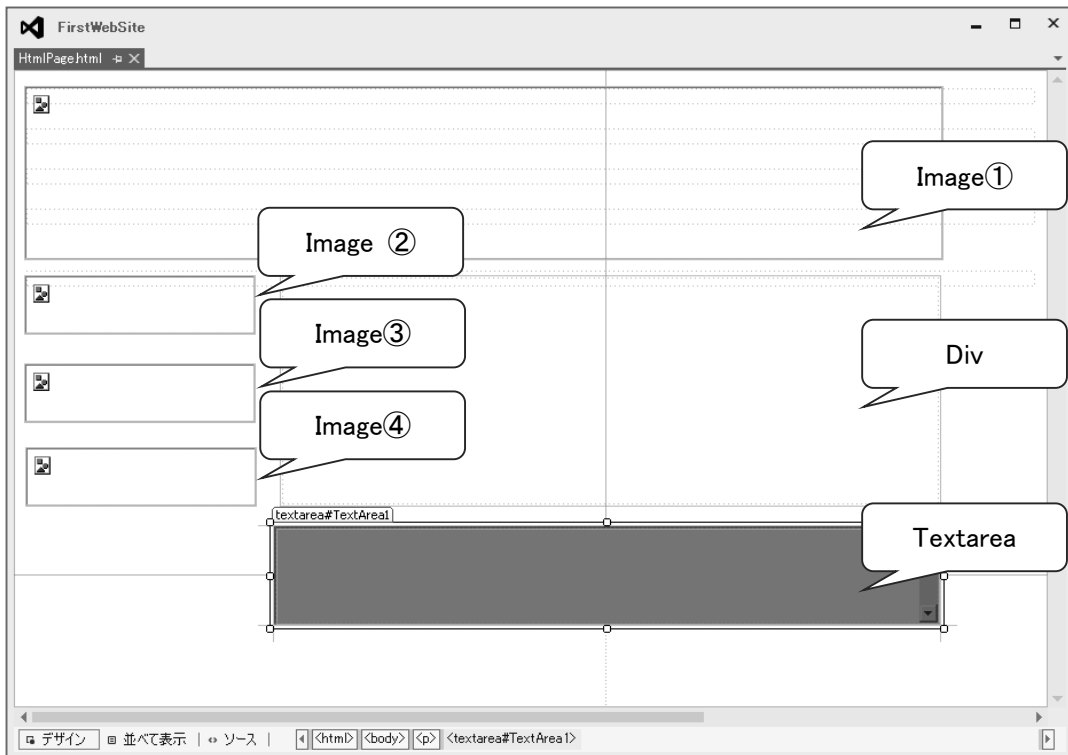 FirstWebSite
HtmlPage.html
Image①
Image ②
Image③
Div
Image④
textarea#TextArea1
Textarea
デザイン 並べて表示 | ソース | <html> <body> <p> <textarea#TextArea1>